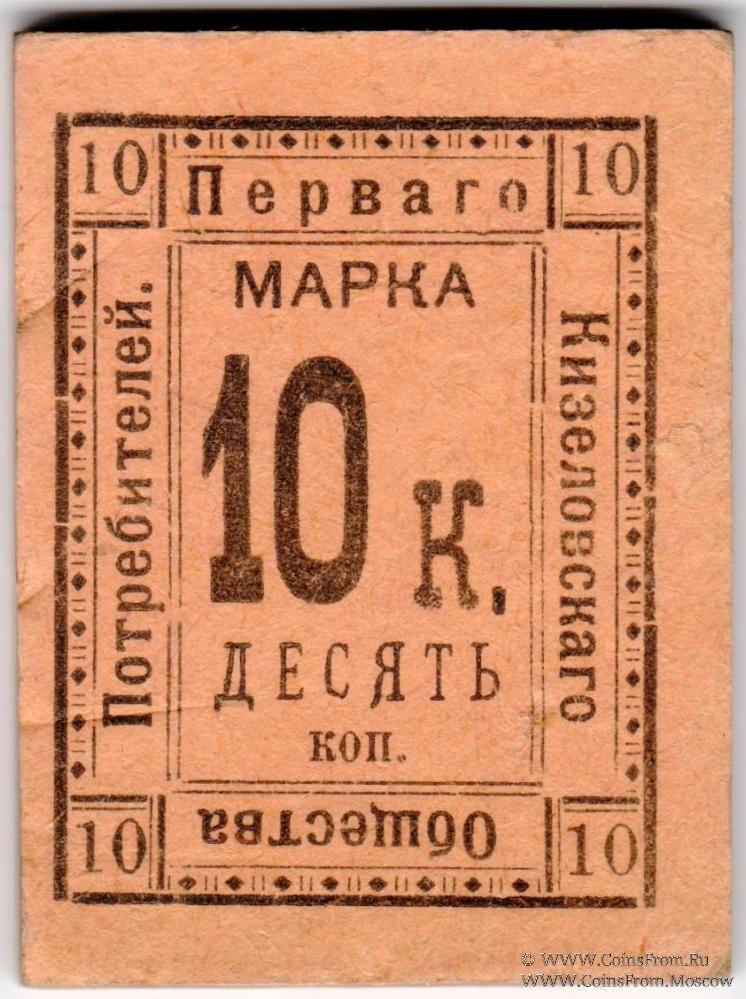 10
Перваго
10
Кизеловскаго
Общества
Потребителей.
МАРКА
10 К.
ДЕСЯТЬ
коп.
10
10
© WWW.CoinsFrom.Ru
WWW.CoinsFrom.Moscow